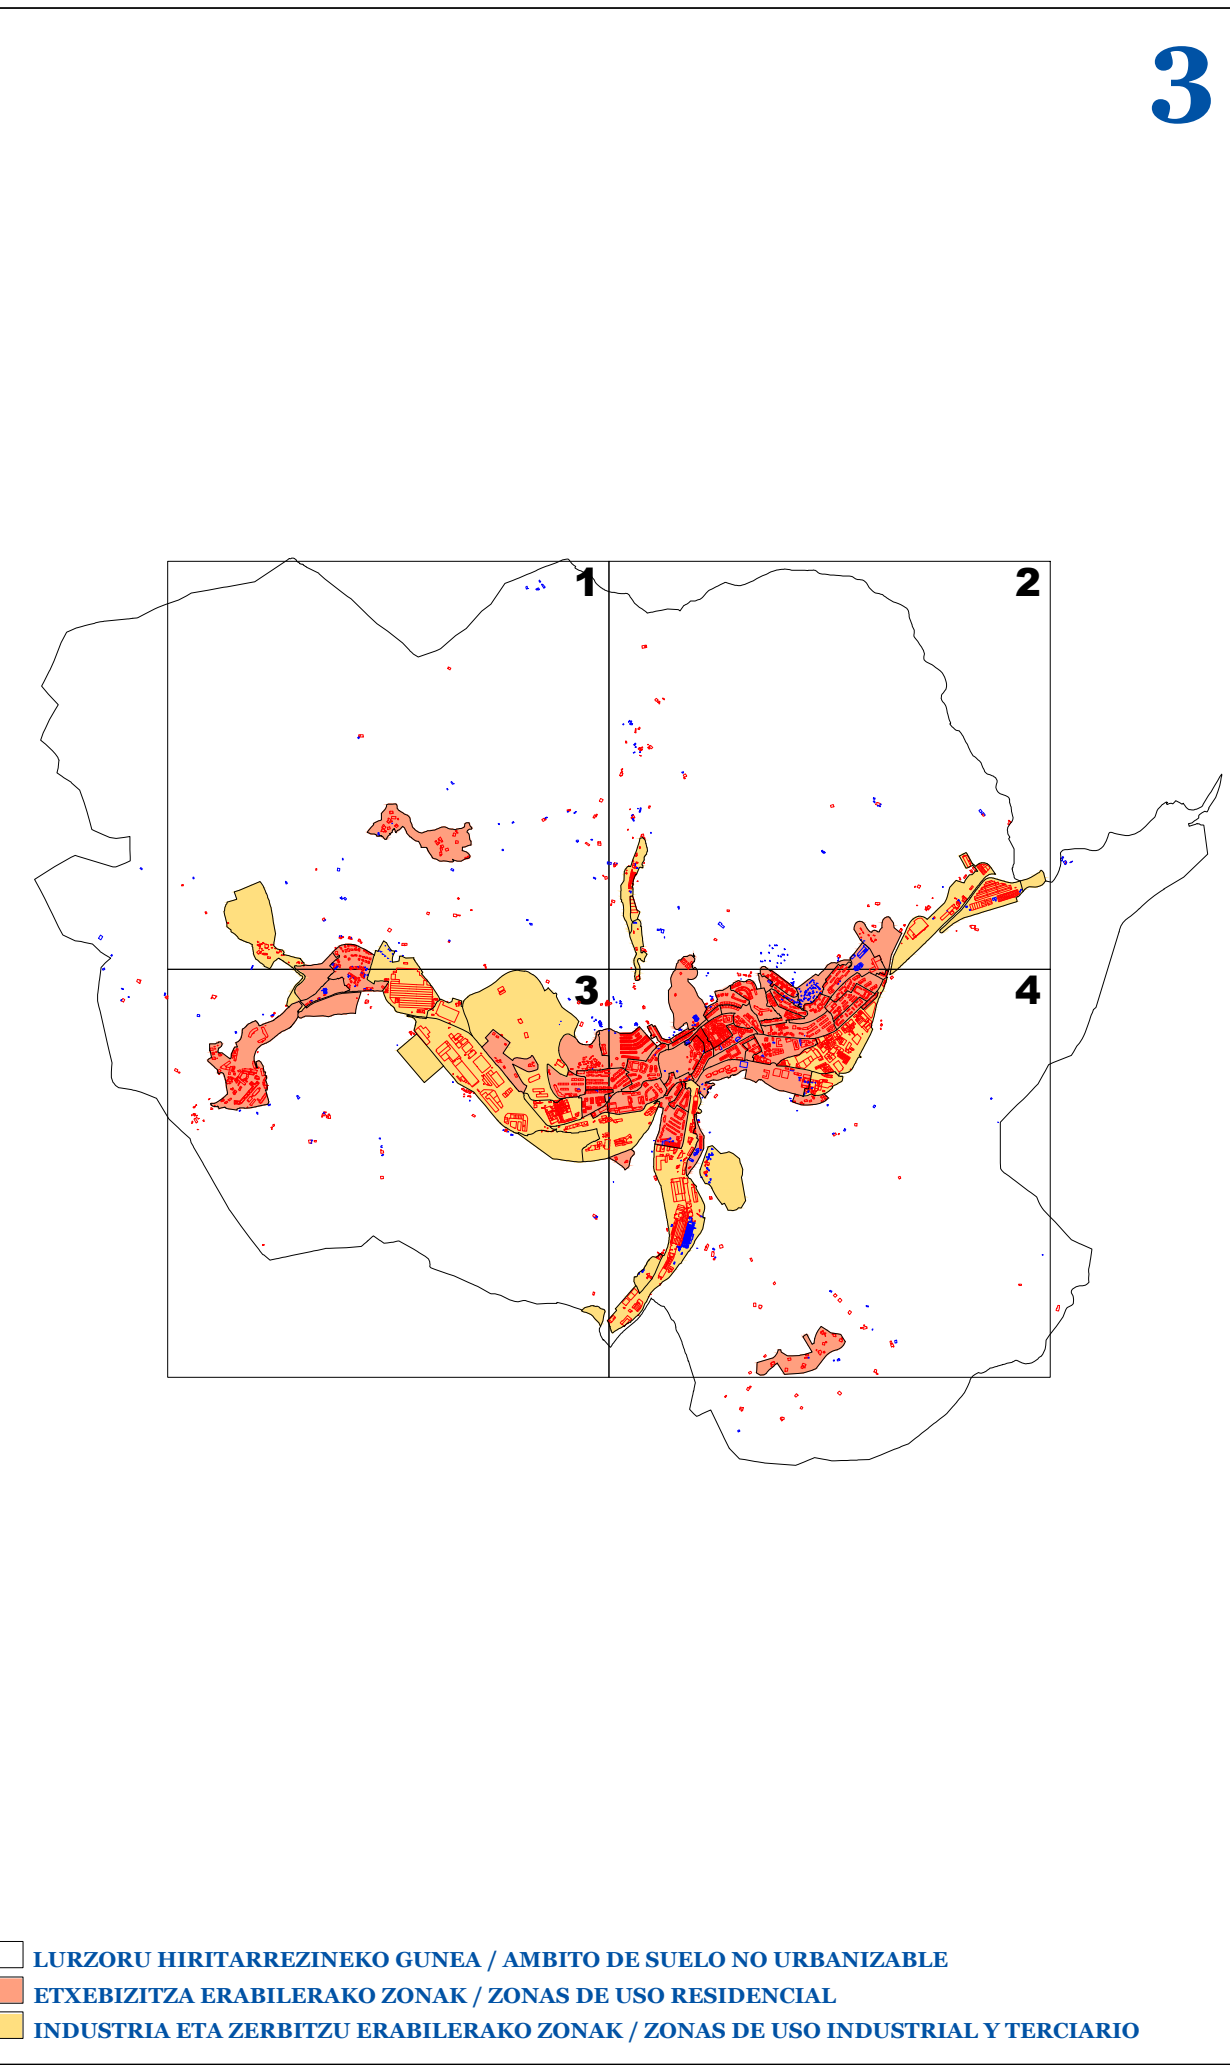 3
1
2
3
4
LURZORU HIRITARREZINEKO GUNEA / AMBITO DE SUELO NO URBANIZABLE
ETXEBIZITZA ERABILERAKO ZONAK / ZONAS DE USO RESIDENCIAL
INDUSTRIA ETA ZERBITZU ERABILERAKO ZONAK / ZONAS DE USO INDUSTRIAL Y TERCIARIO